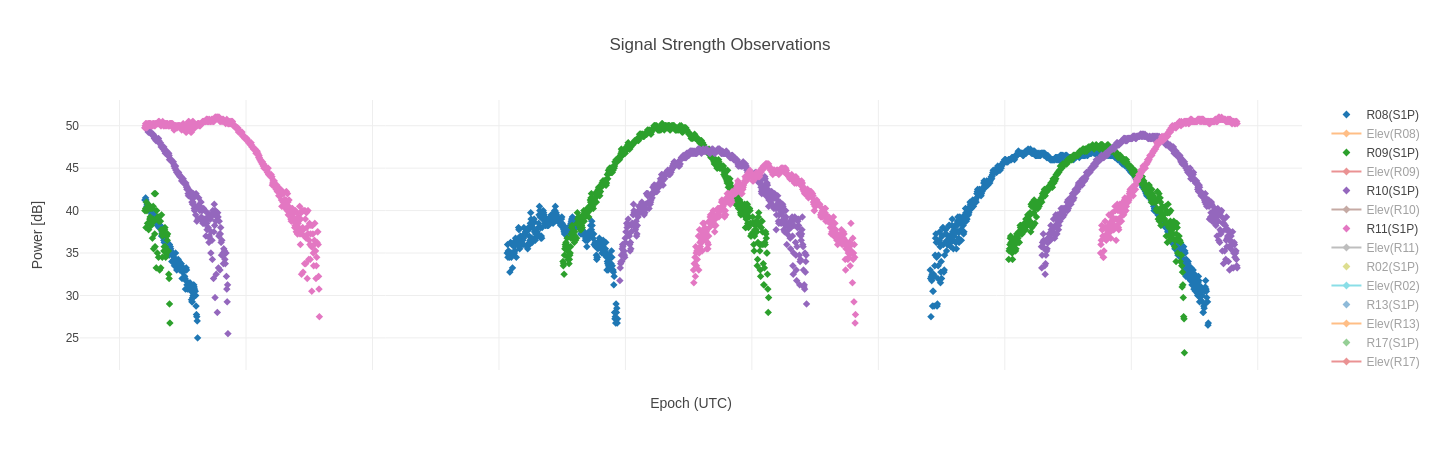 Signal Strength Observations
50
45
40
35
30
25
Power [dB]
Epoch (UTC)
R08(S1P)
Elev(R08)
R09(S1P)
Elev(R09)
R10(S1P)
Elev(R10)
R11(S1P)
Elev(R11)
R02(S1P)
Elev(R02)
R13(S1P)
Elev(R13)
R17(S1P)
Elev(R17)